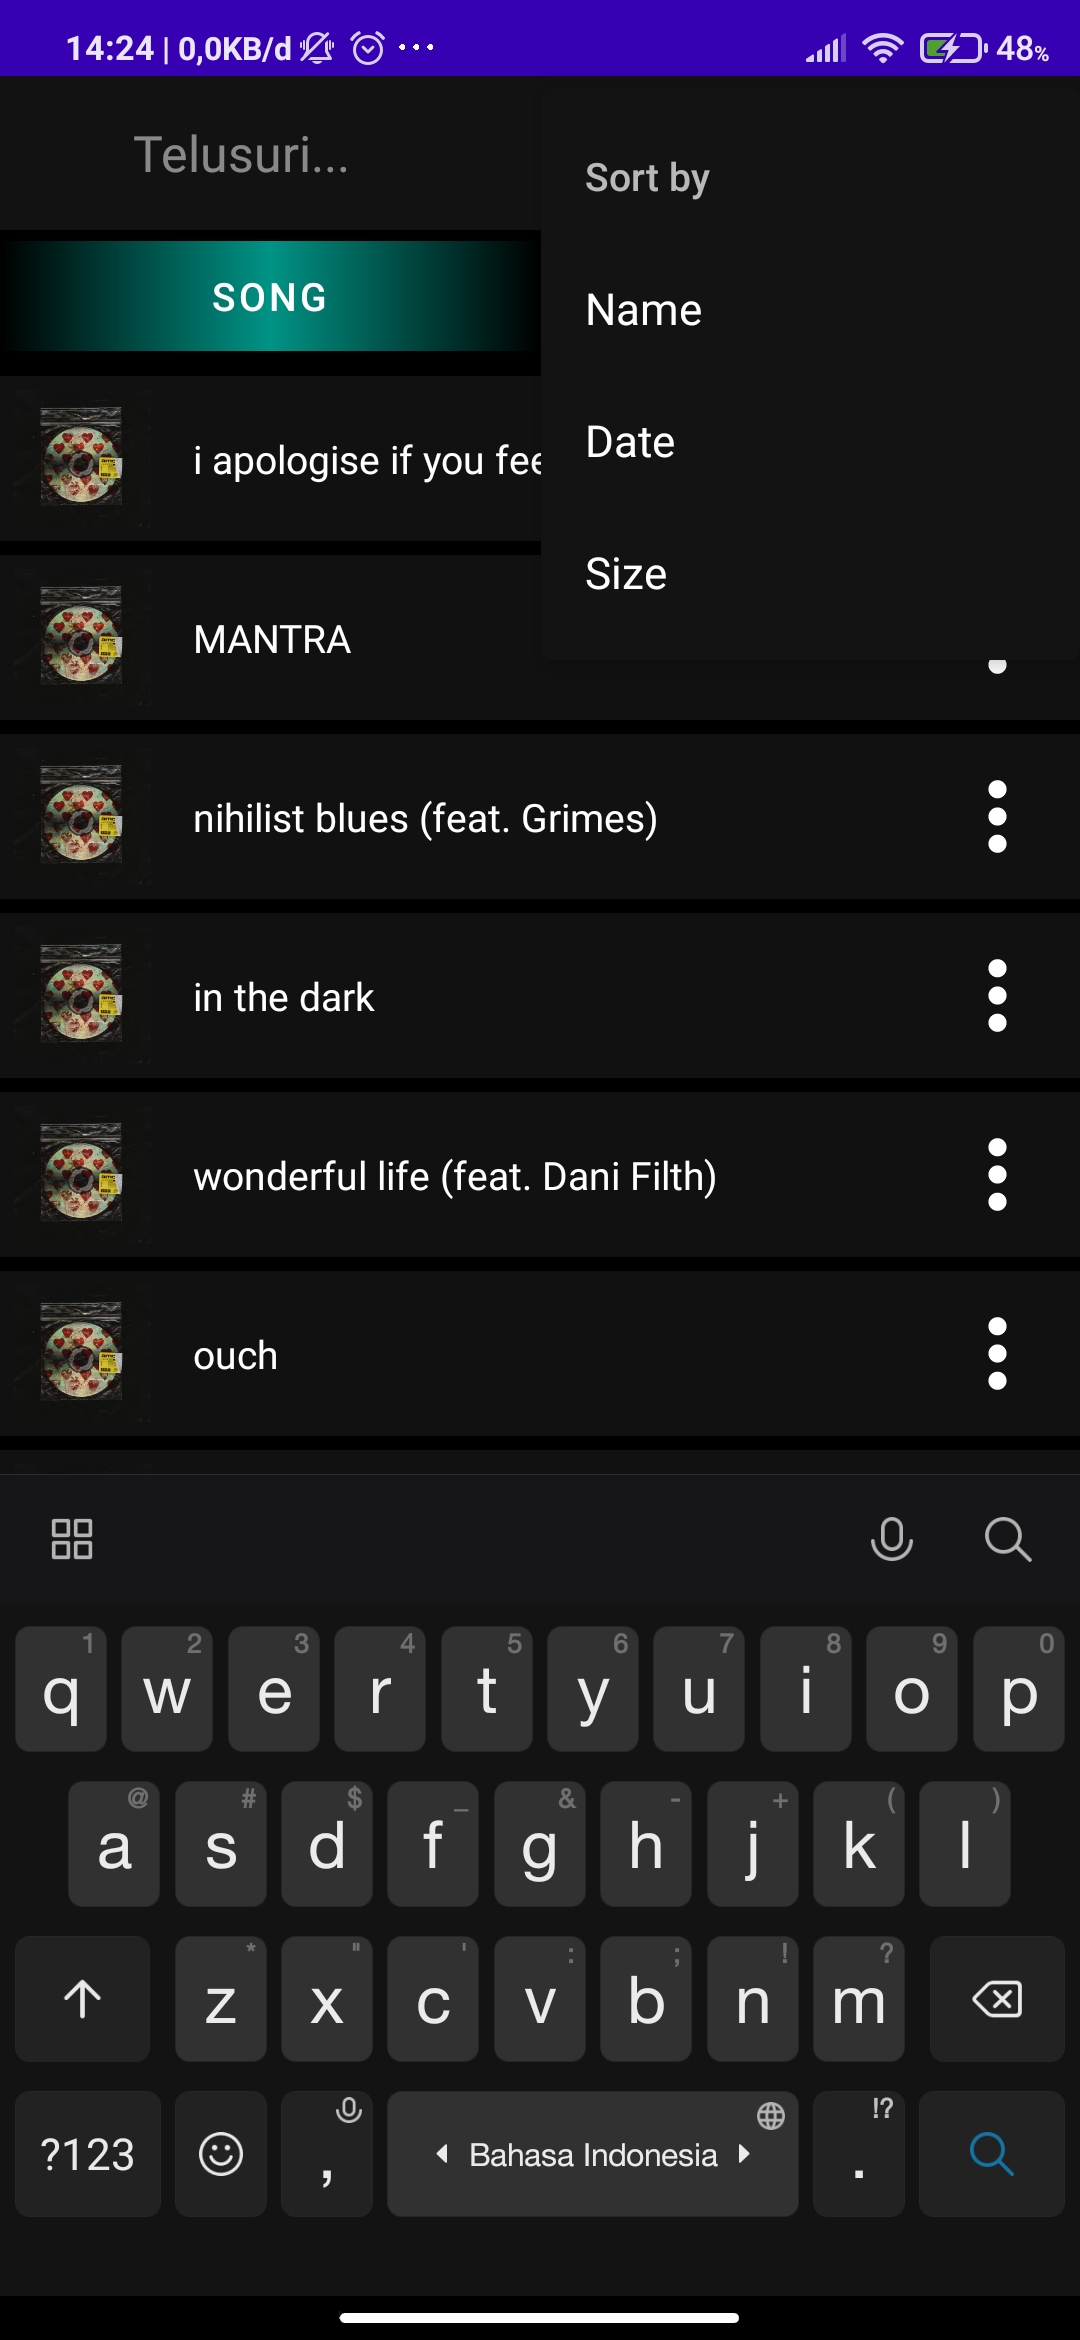 14:24 | 0,0KB/d ... 48%
Telusuri...
Sort by
SONG
Name
Date
i apologise if you fee
Size
MANTRA
nihilist blues (feat. Grimes)
in the dark
wonderful life (feat. Dani Filth)
ouch
1 2 3 4 5 6 7 8 9 0
q w e r t y u i o p
@ # $ _ & - + ( )
a s d f g h j k l
* " ' : ; ! ?
z x c v b n m
!?
?123 , Bahasa Indonesia .